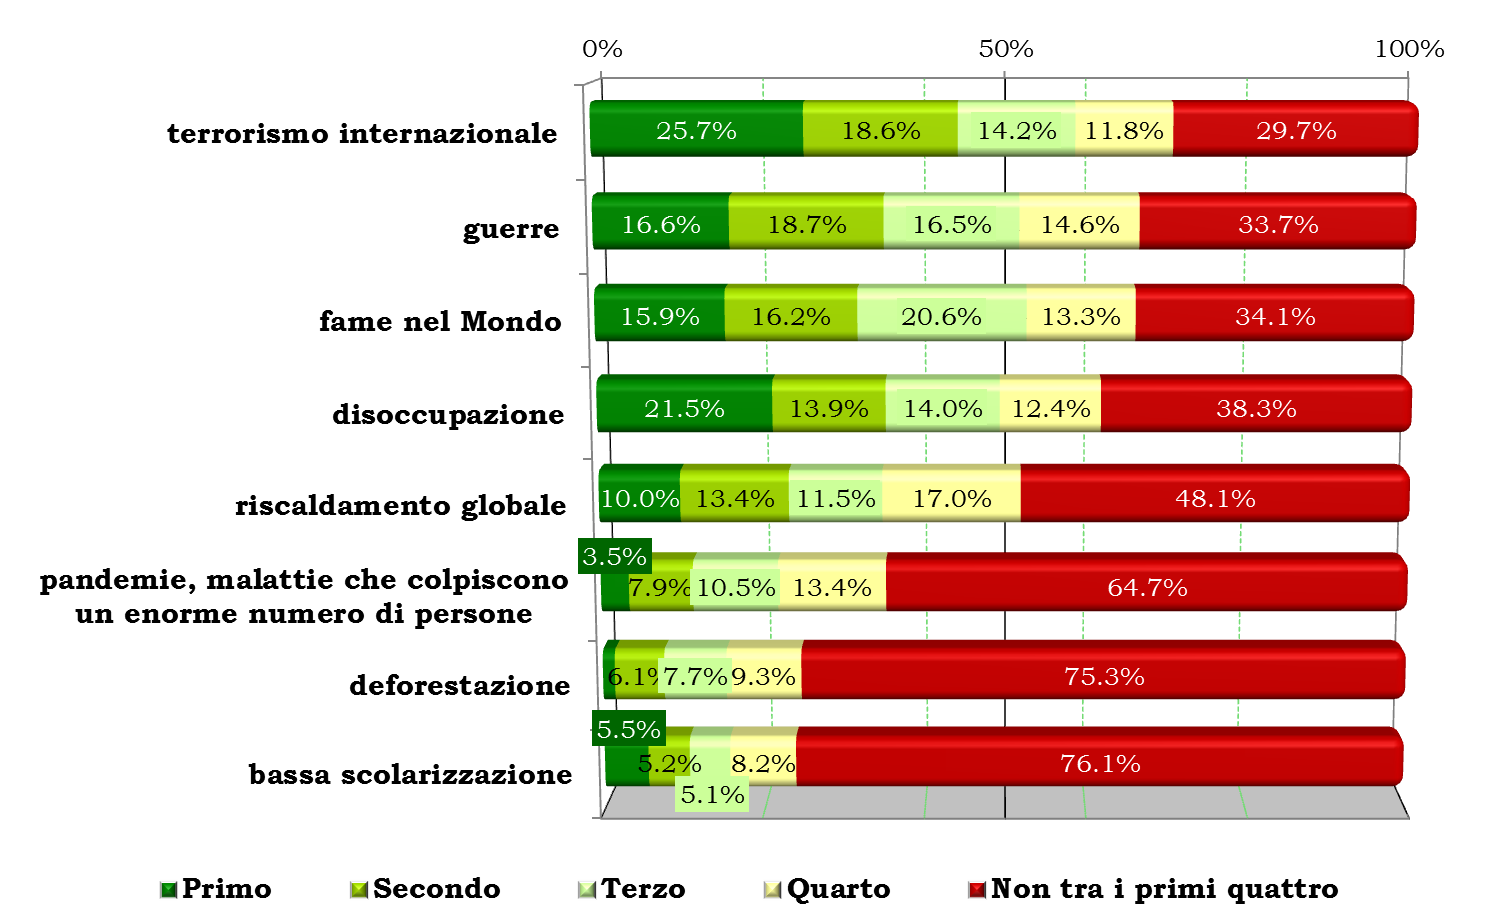 0% 50% 100%
terrorismo internazionale 25.7% 18.6% 14.2% 11.8% 29.7%
guerre 16.6% 18.7% 16.5% 14.6% 33.7%
fame nel Mondo 15.9% 16.2% 20.6% 13.3% 34.1%
disoccupazione 21.5% 13.9% 14.0% 12.4% 38.3%
riscaldamento globale 10.0% 13.4% 11.5% 17.0% 48.1%
pandemie, malattie che colpiscono
un enorme numero di persone 3.5% 7.9% 10.5% 13.4% 64.7%
deforestazione 6.1% 7.7% 9.3% 75.3%
bassa scolarizzazione 5.5% 5.2% 5.1% 8.2% 76.1%
Primo Secondo Terzo Quarto Non tra i primi quattro